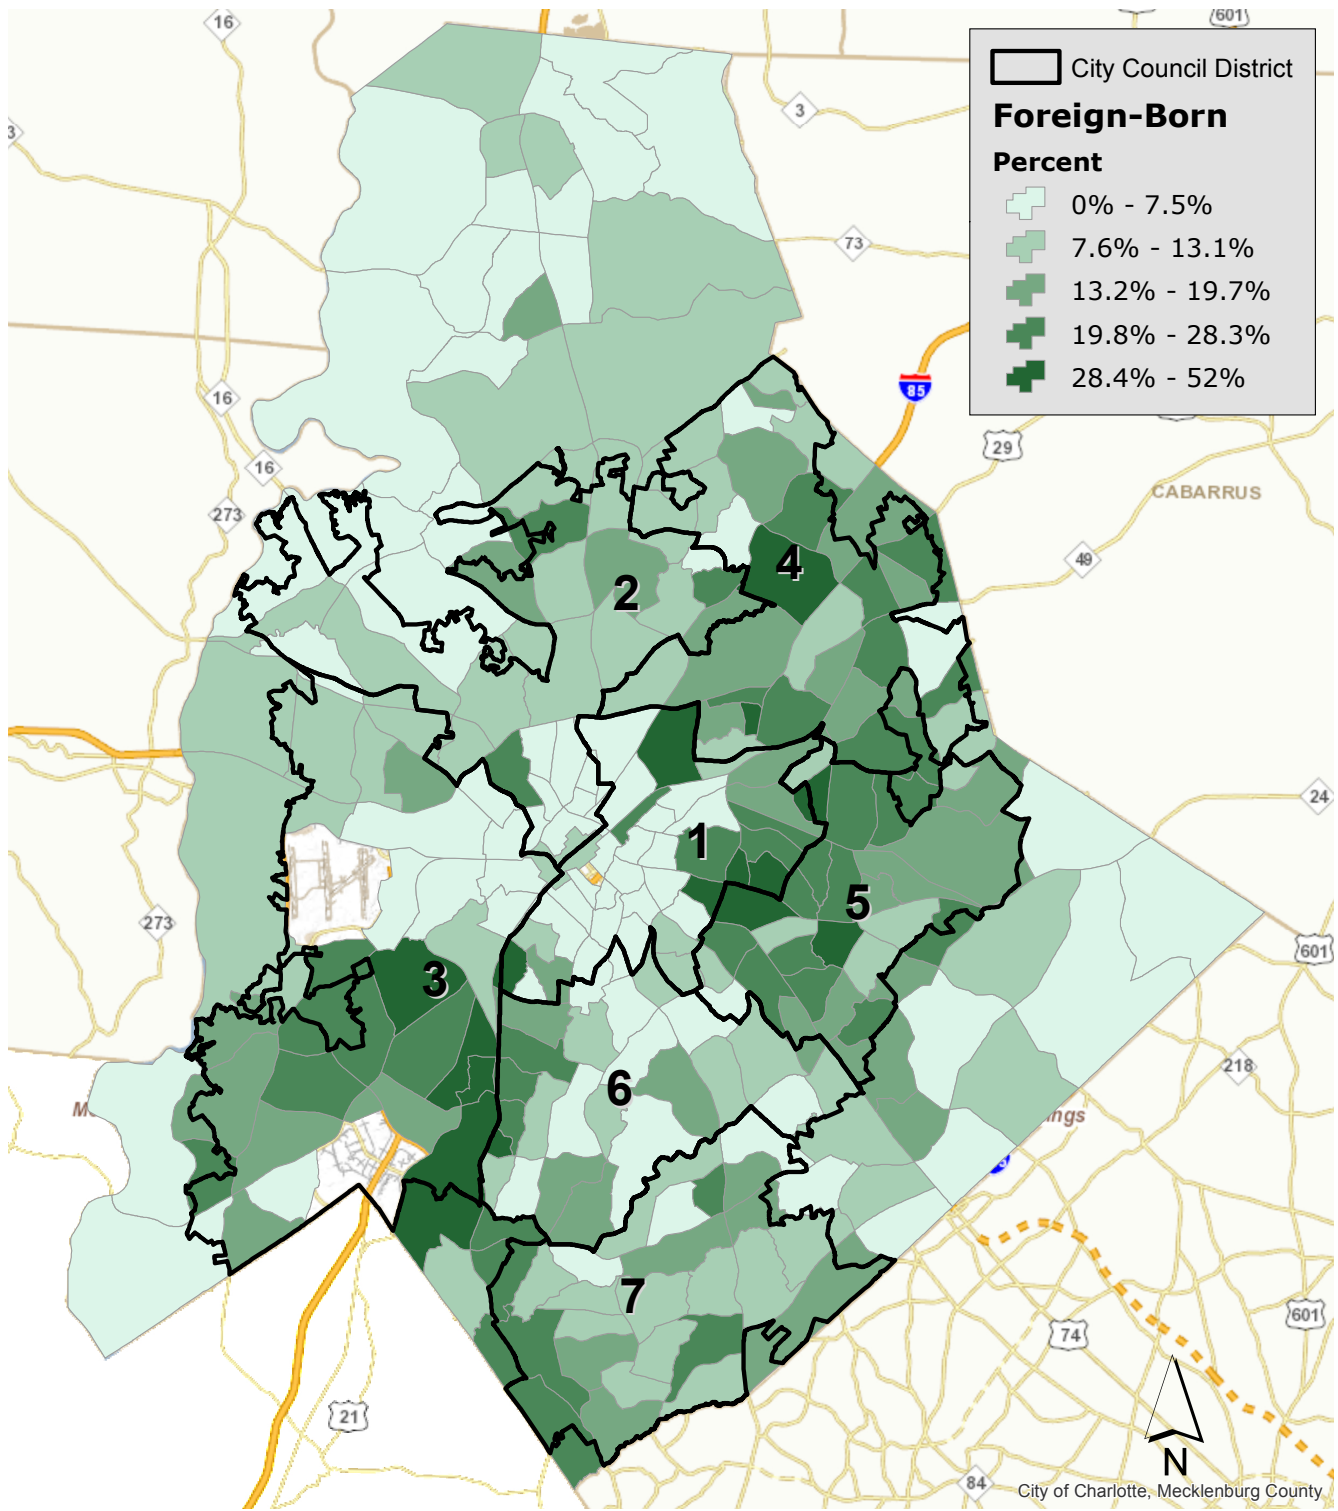 16
601
3
3
City Council District
Foreign-Born
Percent
0% - 7.5%
7.6% - 13.1%
13.2% - 19.7%
19.8% - 28.3%
28.4% - 52%
73
85
16
29
16
CABARRUS
273
49
4
2
24
1
5
273
601
3
218
6
ings
7
601
74
21
N
84
City of Charlotte, Mecklenburg County